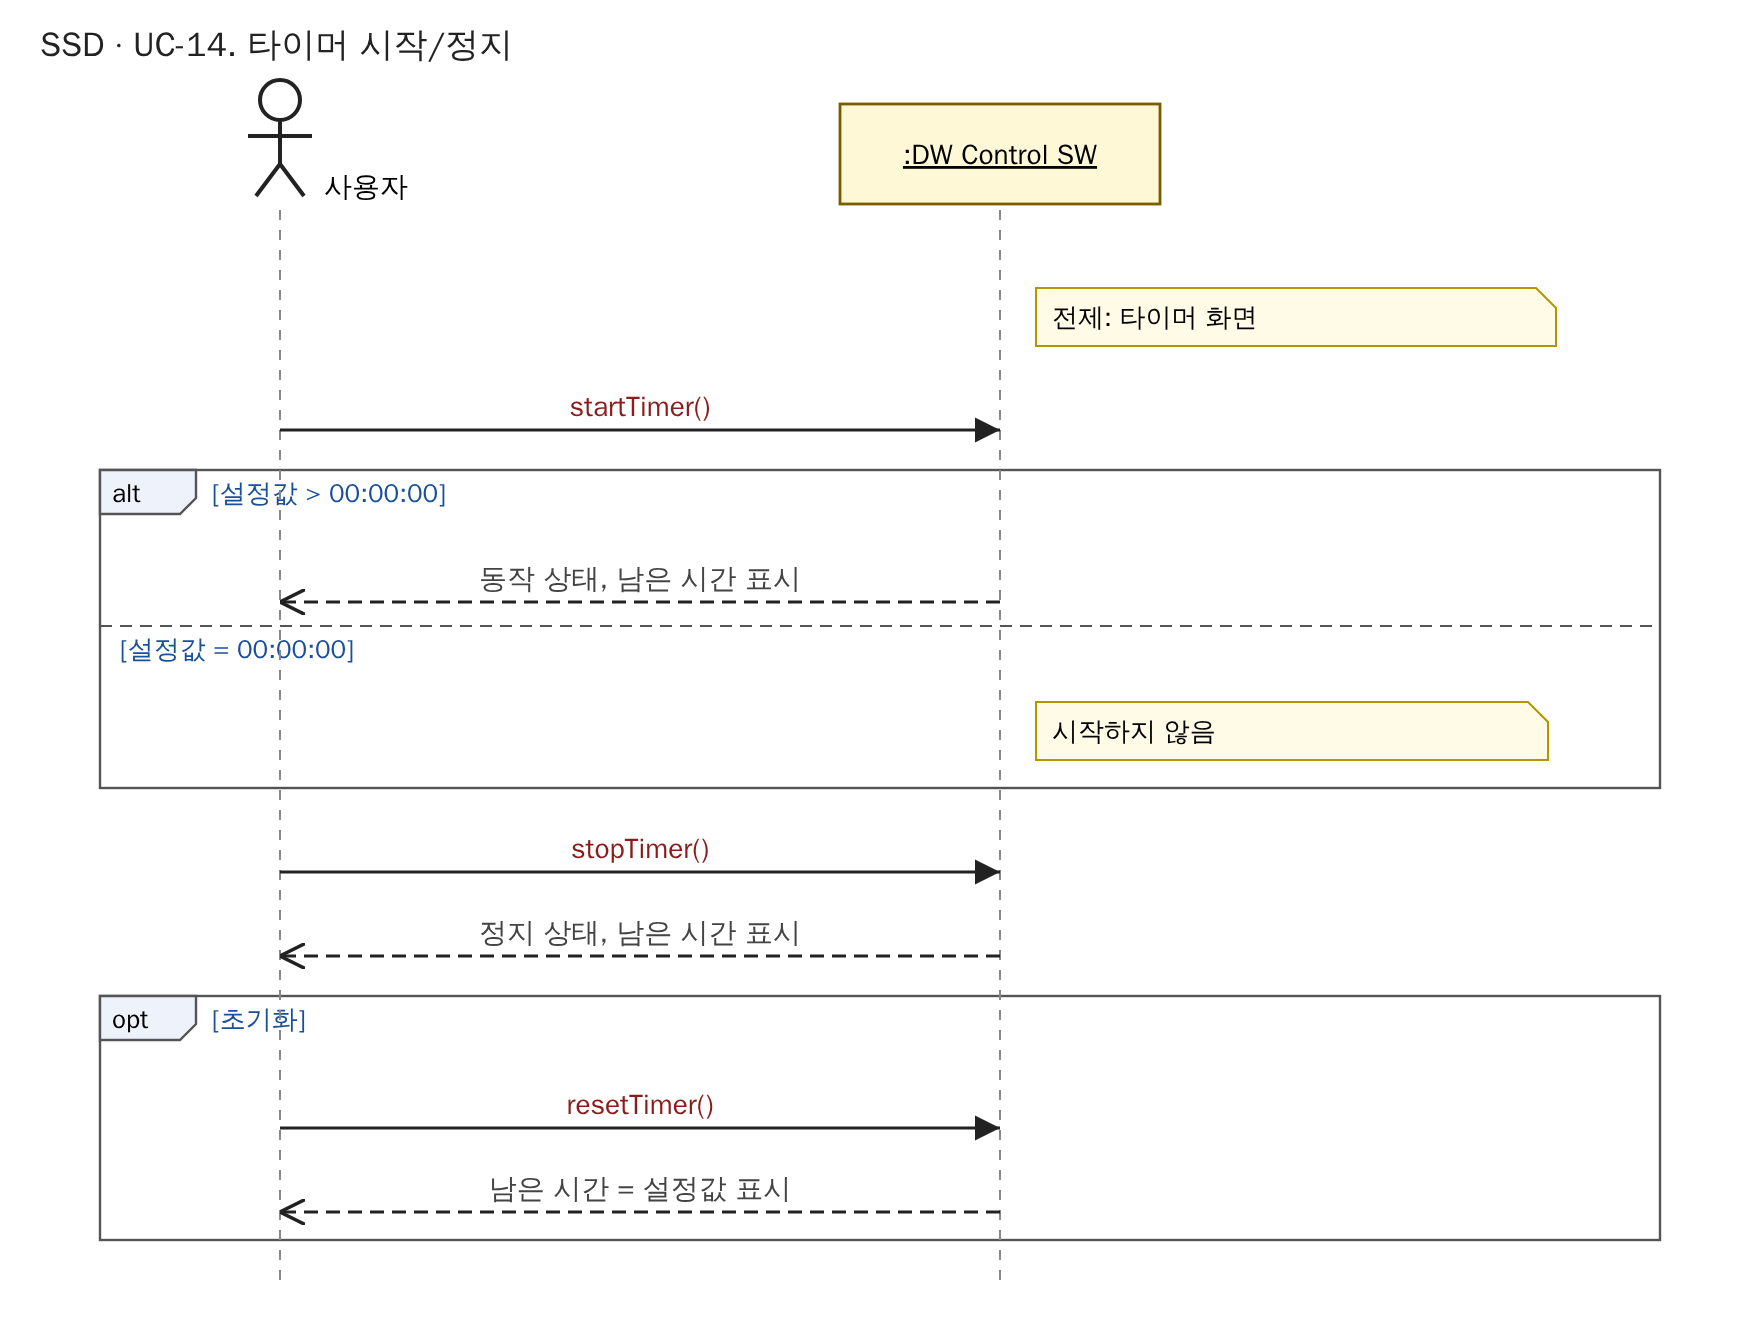 SSD · UC-14. 타이머 시작/정지
사용자
:DW Control SW
전제: 타이머 화면
startTimer()
alt [설정값 > 00:00:00]
동작 상태, 남은 시간 표시
[설정값 = 00:00:00]
시작하지 않음
stopTimer()
정지 상태, 남은 시간 표시
opt [초기화]
resetTimer()
남은 시간 = 설정값 표시